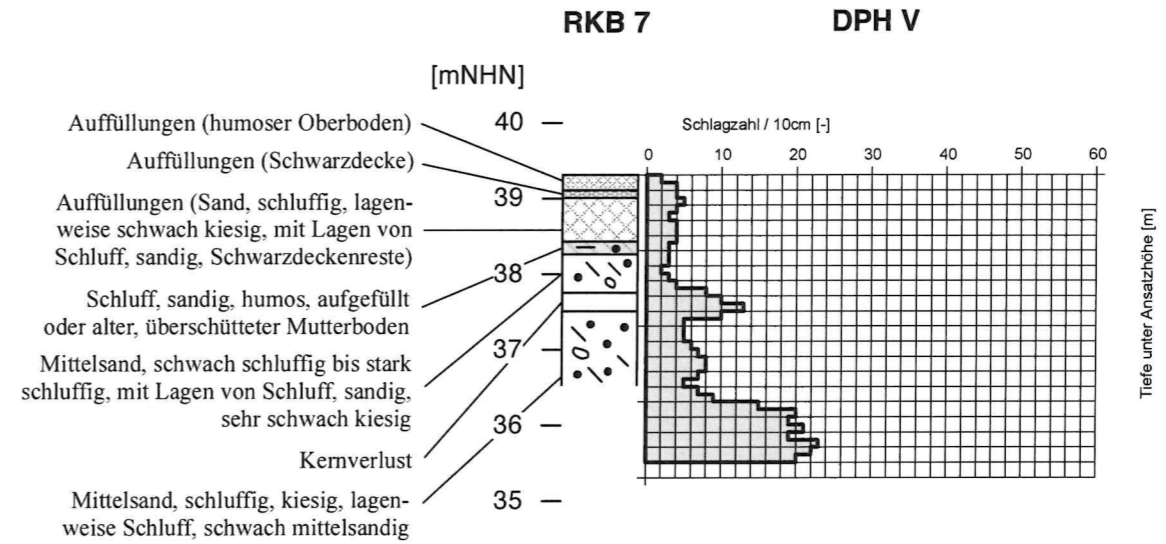 RKB 7
DPH V
[mNHN]
Auffüllungen (humoser Oberboden)
40
Schlagzahl / 10cm [-]
Auffüllungen (Schwarzdecke)
0 10 20 30 40 50 60
39
Auffüllungen (Sand, schluffig, lagen-
weise schwach kiesig, mit Lagen von
Schluff, sandig, Schwarzdeckenreste)
38
Schluff, sandig, humos, aufgefüllt
oder alter, überschütteter Mutterboden
37
Mittelsand, schwach schluffig bis stark
schluffig, mit Lagen von Schluff, sandig,
sehr schwach kiesig
36
Kernverlust
35
Mittelsand, schluffig, kiesig, lagen-
weise Schluff, schwach mittelsandig
Tiefe unter Ansatzhöhe [m]